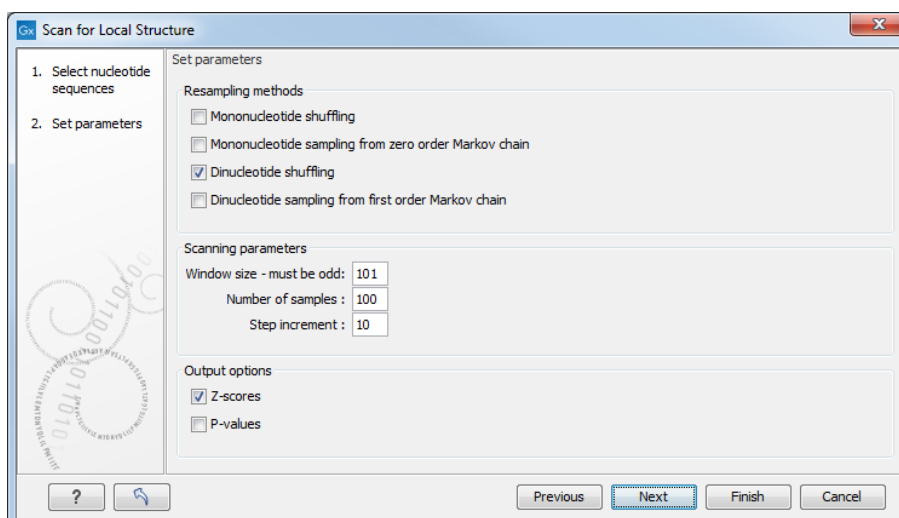 Gx Scan for Local Structure
1. Select nucleotide
sequences
2. Set parameters
Set parameters
Resampling methods
Mononucleotide shuffling
Mononucleotide sampling from zero order Markov chain
Dinucleotide shuffling
Dinucleotide sampling from first order Markov chain
Scanning parameters
Window size - must be odd: 101
Number of samples : 100
Step increment : 10
Output options
Z-scores
P-values
? Previous Next Finish Cancel